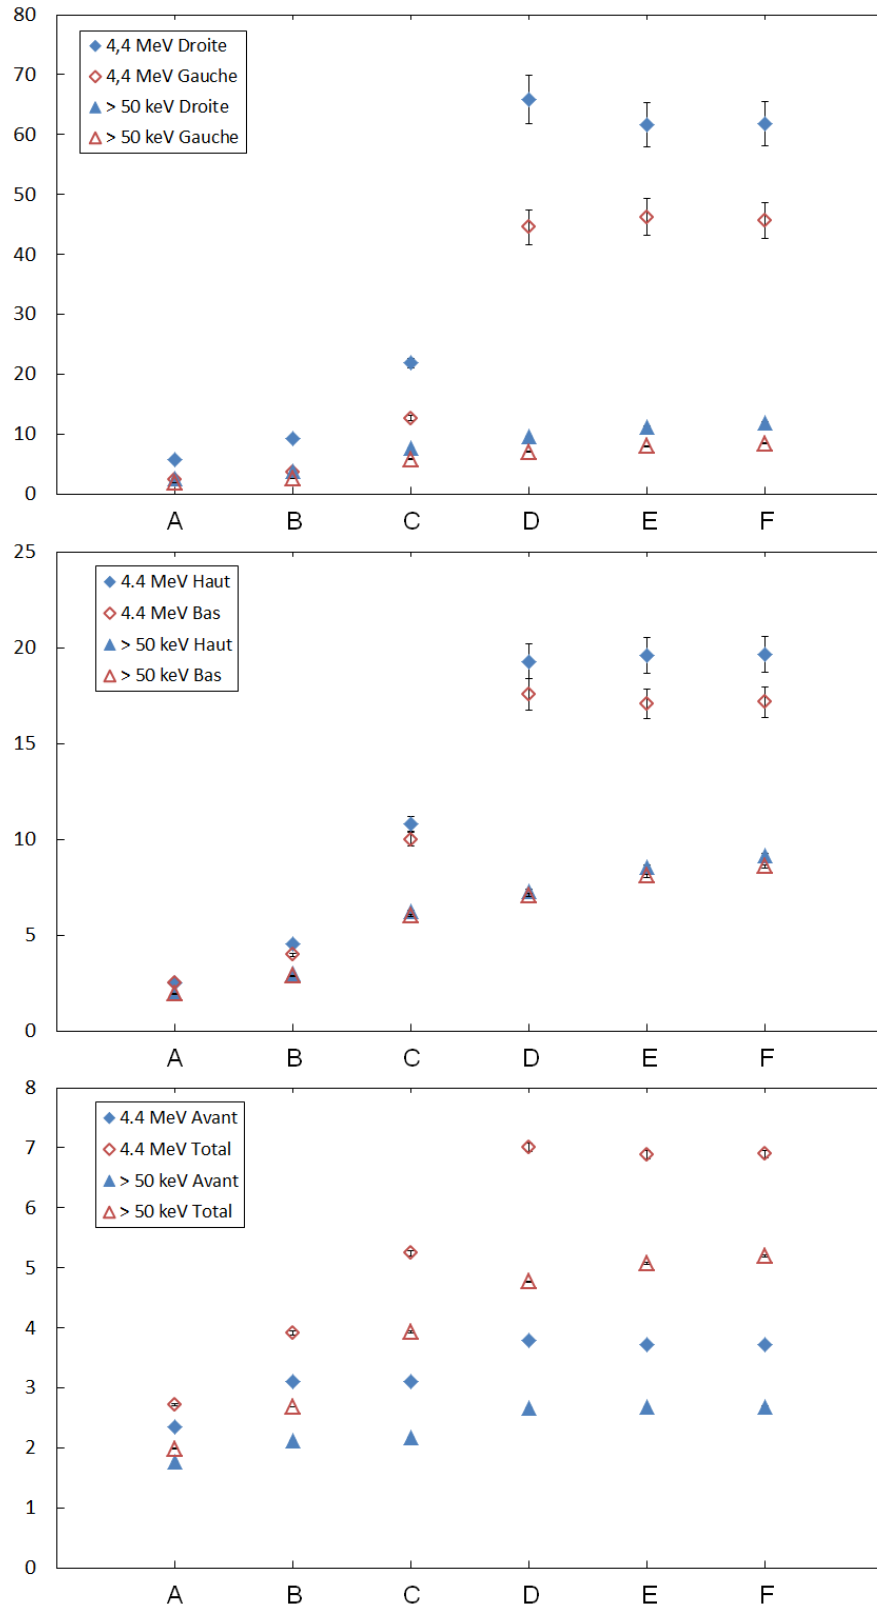 80
70
60
50
40
30
20
10
0
4,4 MeV Droite
4,4 MeV Gauche
> 50 keV Droite
> 50 keV Gauche
A B C D E F
25
20
15
10
5
0
4.4 MeV Haut
4.4 MeV Bas
> 50 keV Haut
> 50 keV Bas
A B C D E F
8
7
6
5
4
3
2
1
0
4.4 MeV Avant
4.4 MeV Total
> 50 keV Avant
> 50 keV Total
A B C D E F